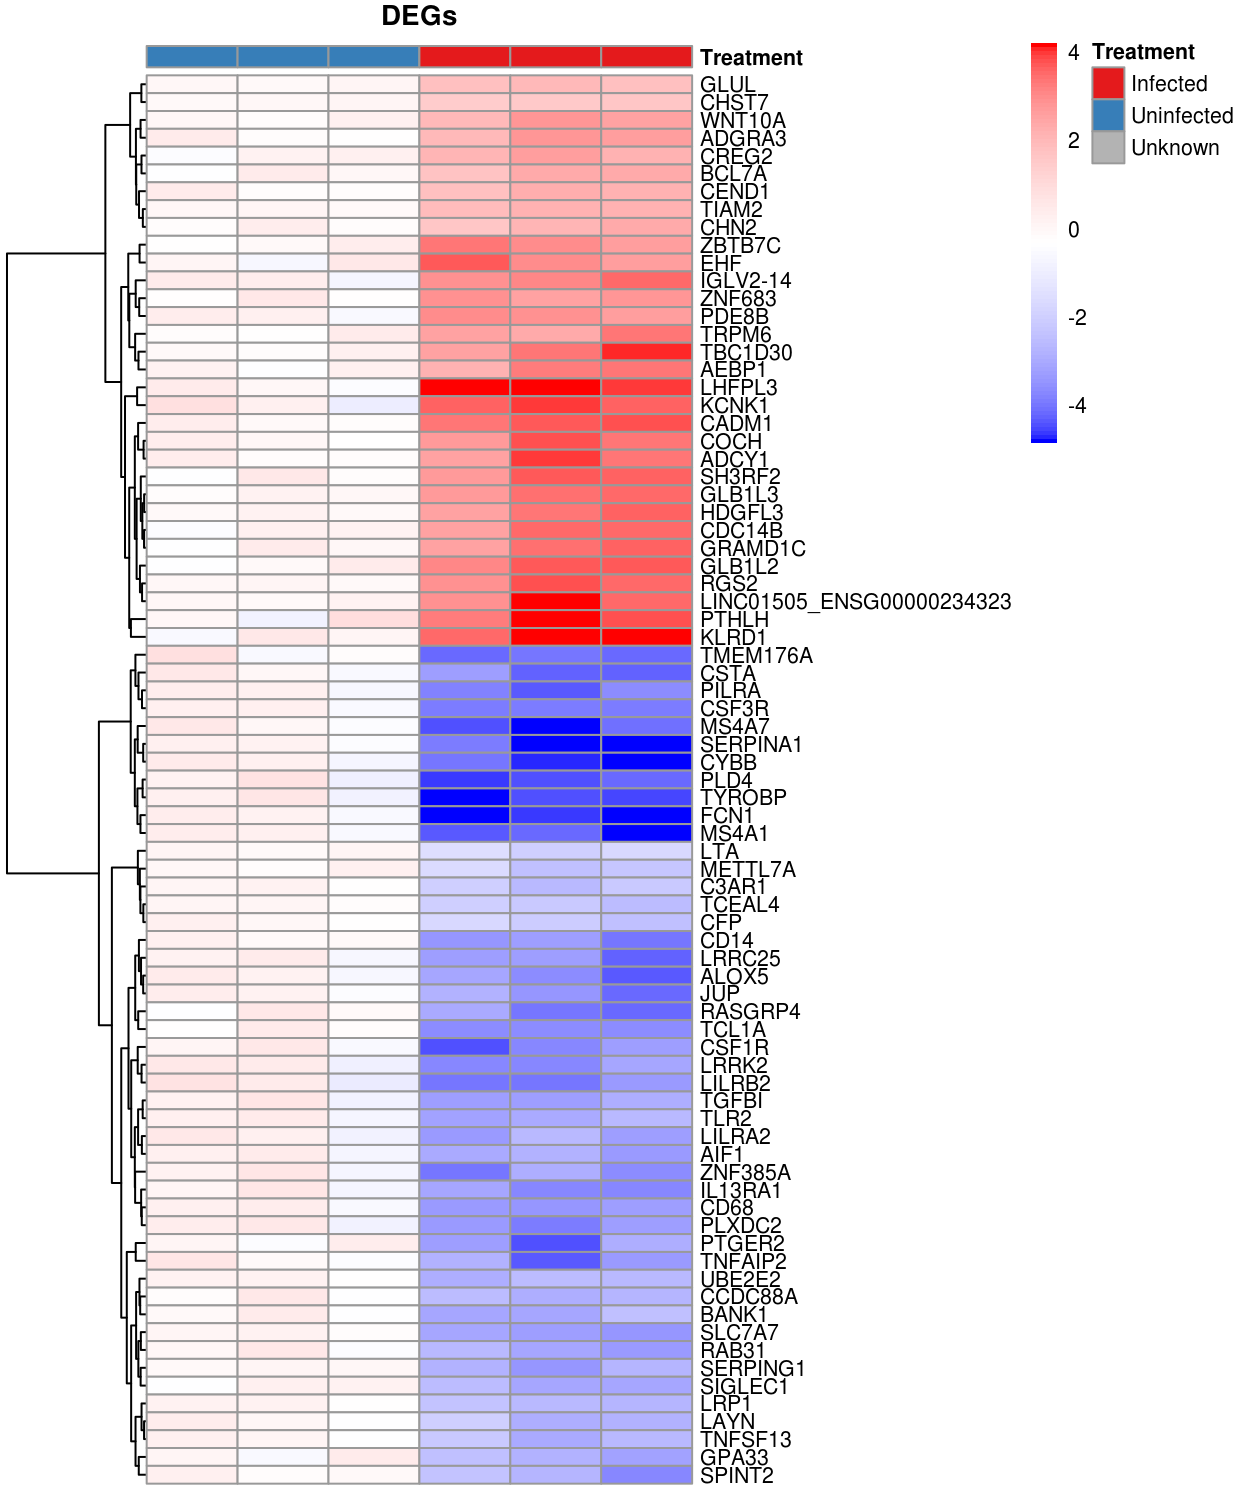 DEGs
Treatment
GLUL
CHST7
WNT10A
ADGRA3
CREG2
BCL7A
CEND1
TIAM2
CHN2
ZBTB7C
EHF
IGLV2-14
ZNF683
PDE8B
TRPM6
TBC1D30
AEBP1
LHFPL3
KCNK1
CADM1
COCH
ADCY1
SH3RF2
GLB1L3
HDGFL3
CDC14B
GRAMD1C
GLB1L2
RGS2
LINC01505_ENSG00000234323
PTHLH
KLRD1
TMEM176A
CSTA
PILRA
CSF3R
MS4A7
SERPINA1
CYBB
PLD4
TYROBP
FCN1
MS4A1
LTA
METTL7A
C3AR1
TCEAL4
CFP
CD14
LRRC25
ALOX5
JUP
RASGRP4
TCL1A
CSF1R
LRRK2
LILRB2
TGFBI
TLR2
LILRA2
AIF1
ZNF385A
IL13RA1
CD68
PLXDC2
PTGER2
TNFAIP2
UBE2E2
CCDC88A
BANK1
SLC7A7
RAB31
SERPING1
SIGLEC1
LRP1
LAYN
TNFSF13
GPA33
SPINT2
4
2
0
-2
-4
Treatment
Infected
Uninfected
Unknown